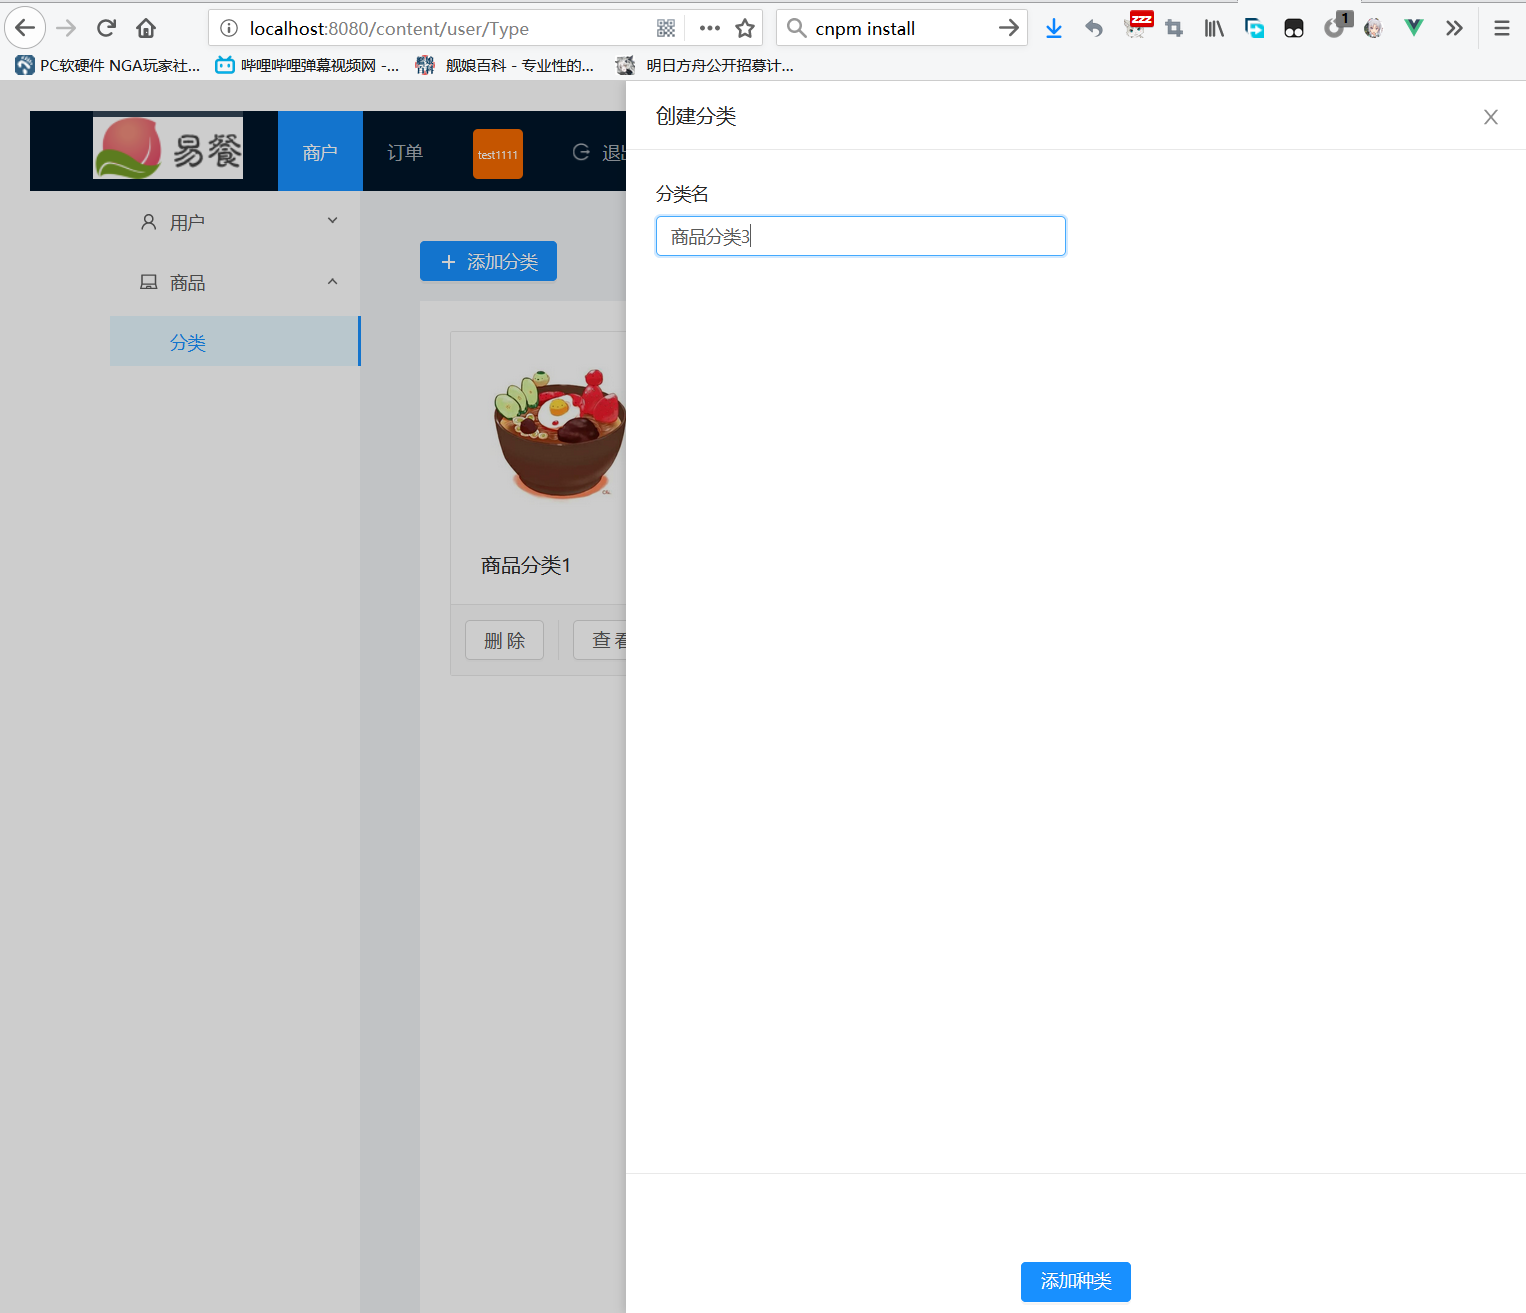 localhost:8080/content/user/Type
cnpm install
zzz
1
PC软硬件 NGA玩家社...
哔哩哔哩弹幕视频网 -...
舰娘百科 - 专业性的...
明日方舟公开招募计...
易餐
商户
订单
test1111
退
创建分类
用户
商品
分类
添加分类
分类名
商品分类3
商品分类1
删 除
查 看
添加种类